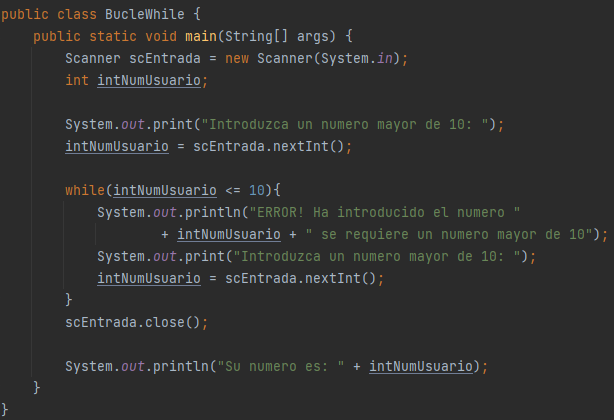 public class BucleWhile {
    public static void main(String[] args) {
        Scanner scEntrada = new Scanner(System.in);
        int intNumUsuario;

        System.out.print("Introduzca un numero mayor de 10: ");
        intNumUsuario = scEntrada.nextInt();

        while(intNumUsuario <= 10){
            System.out.println("ERROR! Ha introducido el numero "
                    + intNumUsuario + " se requiere un numero mayor de 10");
            System.out.print("Introduzca un numero mayor de 10: ");
            intNumUsuario = scEntrada.nextInt();
        }
        scEntrada.close();

        System.out.println("Su numero es: " + intNumUsuario);
    }
}